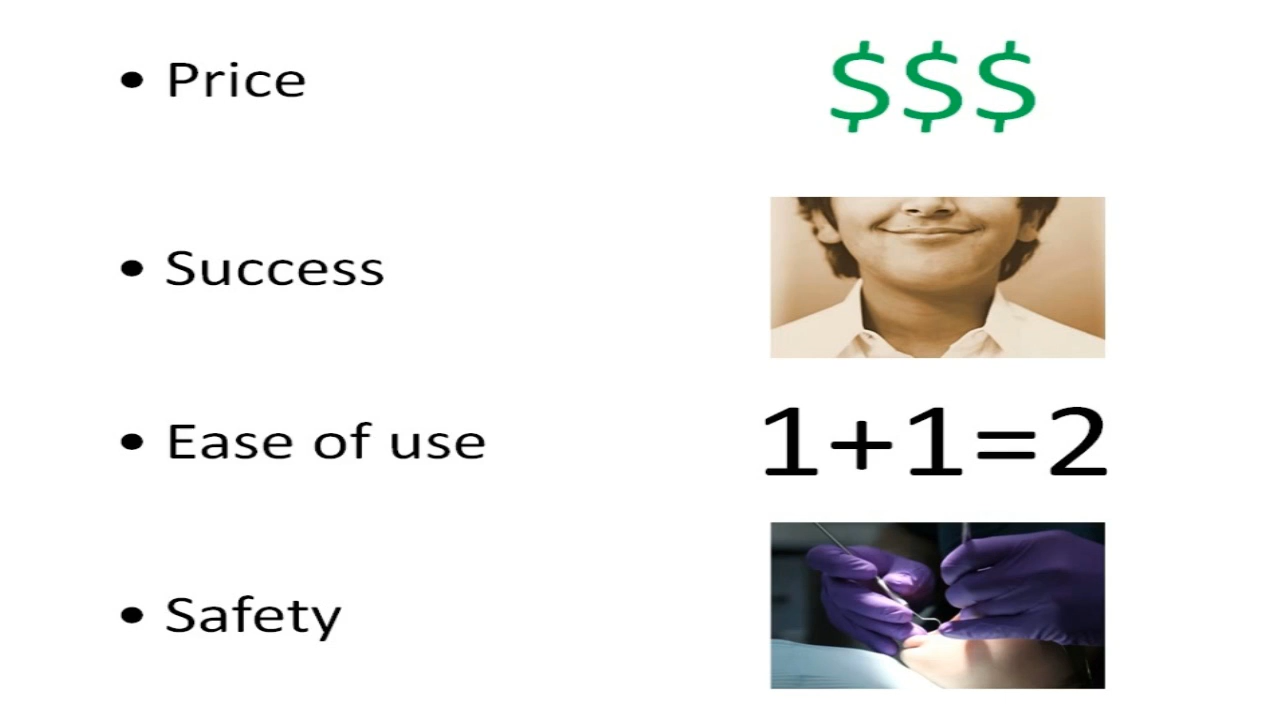 • Price
$$$
• Success
• Ease of use
1+1=2
• Safety